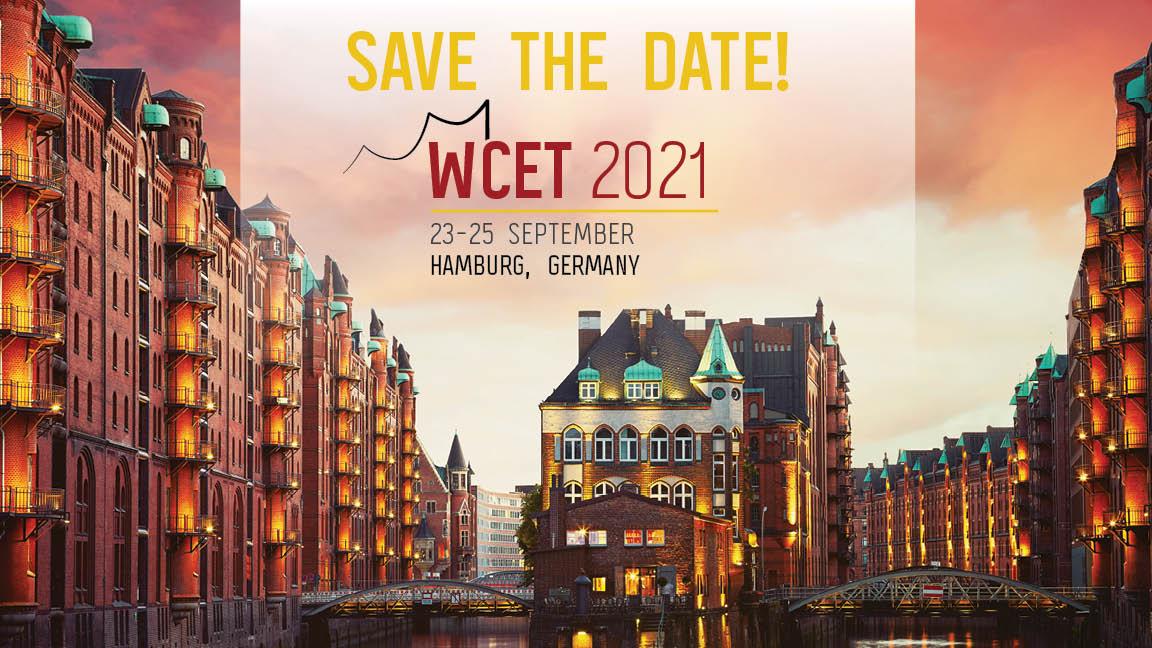 SAVE THE DATE!
WCET 2021
23-25 SEPTEMBER
HAMBURG, GERMANY